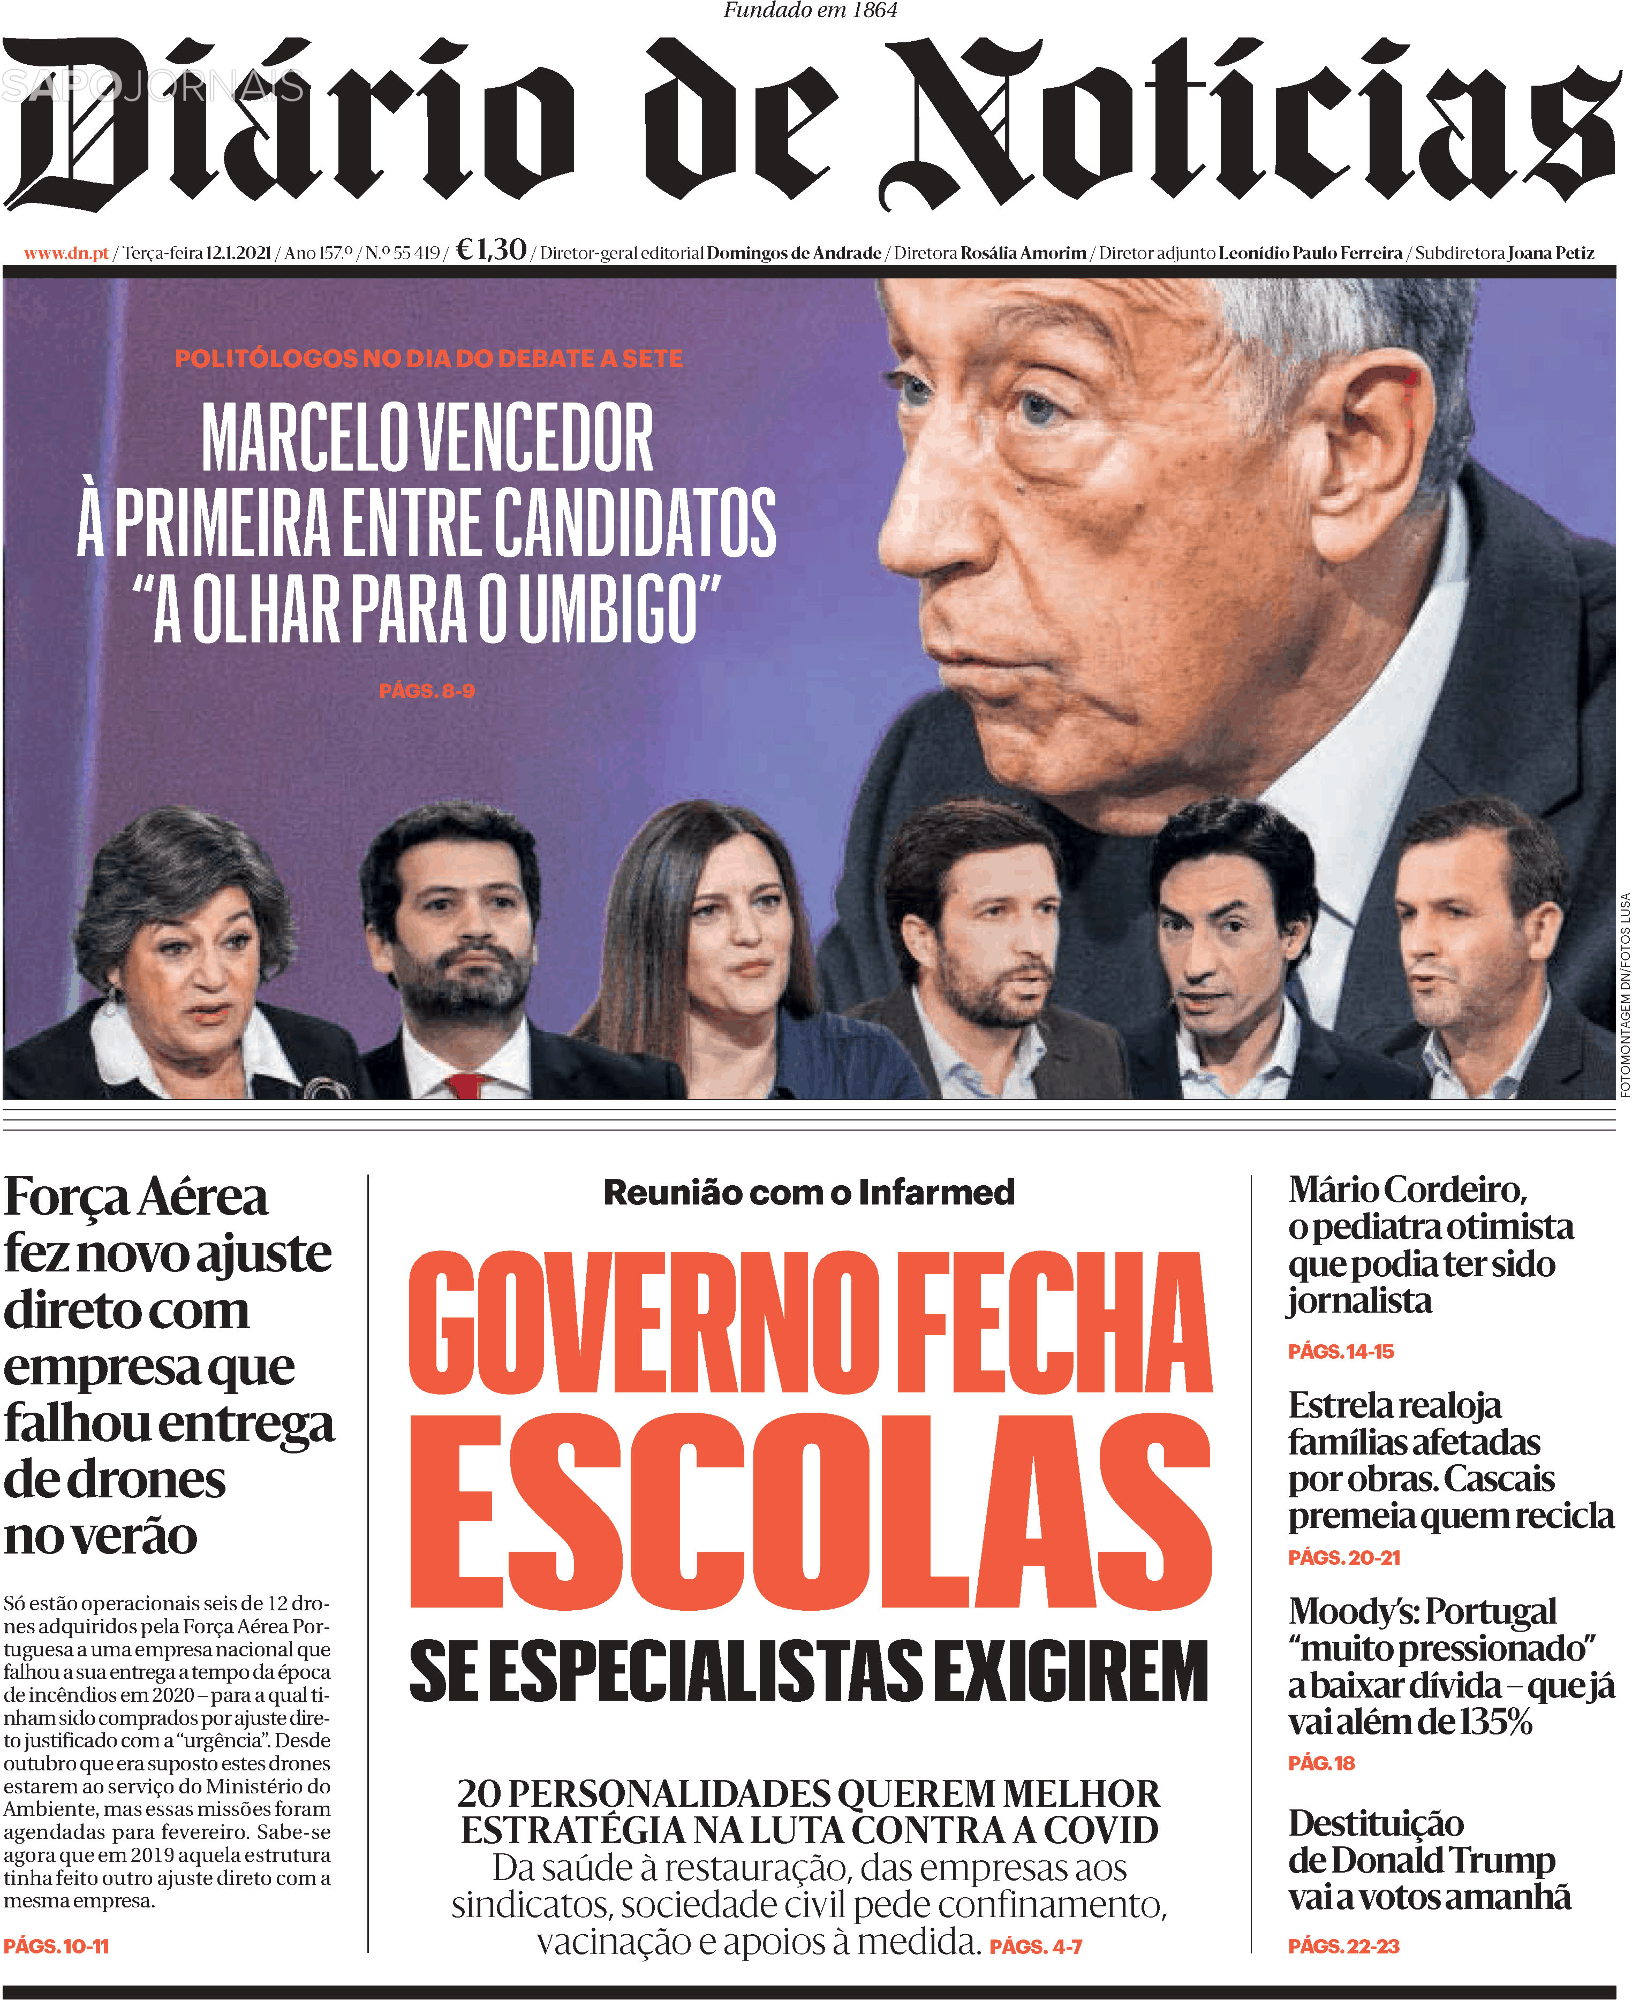 Fundado em 1864
Diário de Notícias
SAPOJORNAIS
www.dn.pt / Terça-feira 12.1.2021 / Ano 157.º / N.º 55 419 / € 1,30 / Diretor-geral editorial Domingos de Andrade / Diretora Rosália Amorim / Diretor adjunto Leonídio Paulo Ferreira / Subdiretora Joana Petiz
POLITÓLOGOS NO DIA DO DEBATE A SETE
MARCELO VENCEDOR
À PRIMEIRA ENTRE CANDIDATOS
“A OLHAR PARA O UMBIGO”
PÁGS. 8-9
FOTOMONTAGEM DN/FOTOS LUSA
Força Aérea
fez novo ajuste
direto com
empresa que
falhou entrega
de drones
no verão
Só estão operacionais seis de 12 dro-
nes adquiridos pela Força Aérea Por-
tuguesa a uma empresa nacional que
falhou a sua entrega a tempo da época
de incêndios em 2020 – para a qual ti-
nham sido comprados por ajuste dire-
to justificado com a “urgência”. Desde
outubro que era suposto estes drones
estarem ao serviço do Ministério do
Ambiente, mas essas missões foram
agendadas para fevereiro. Sabe-se
agora que em 2019 aquela estrutura
tinha feito outro ajuste direto com a
mesma empresa.
PÁGS. 10-11
Reunião com o Infarmed
GOVERNO FECHA
ESCOLAS
SE ESPECIALISTAS EXIGIREM
20 PERSONALIDADES QUEREM MELHOR
ESTRATÉGIA NA LUTA CONTRA A COVID
Da saúde à restauração, das empresas aos
sindicatos, sociedade civil pede confinamento,
vacinação e apoios à medida. PÁGS. 4-7
Mário Cordeiro,
o pediatra otimista
que podia ter sido
jornalista
PÁGS. 14-15
Estrela realoja
famílias afetadas
por obras. Cascais
premeia quem recicla
PÁGS. 20-21
Moody’s: Portugal
“muito pressionado”
a baixar dívida – que já
vai além de 135%
PÁG. 18
Destituição
de Donald Trump
vai a votos amanhã
PÁGS. 22-23